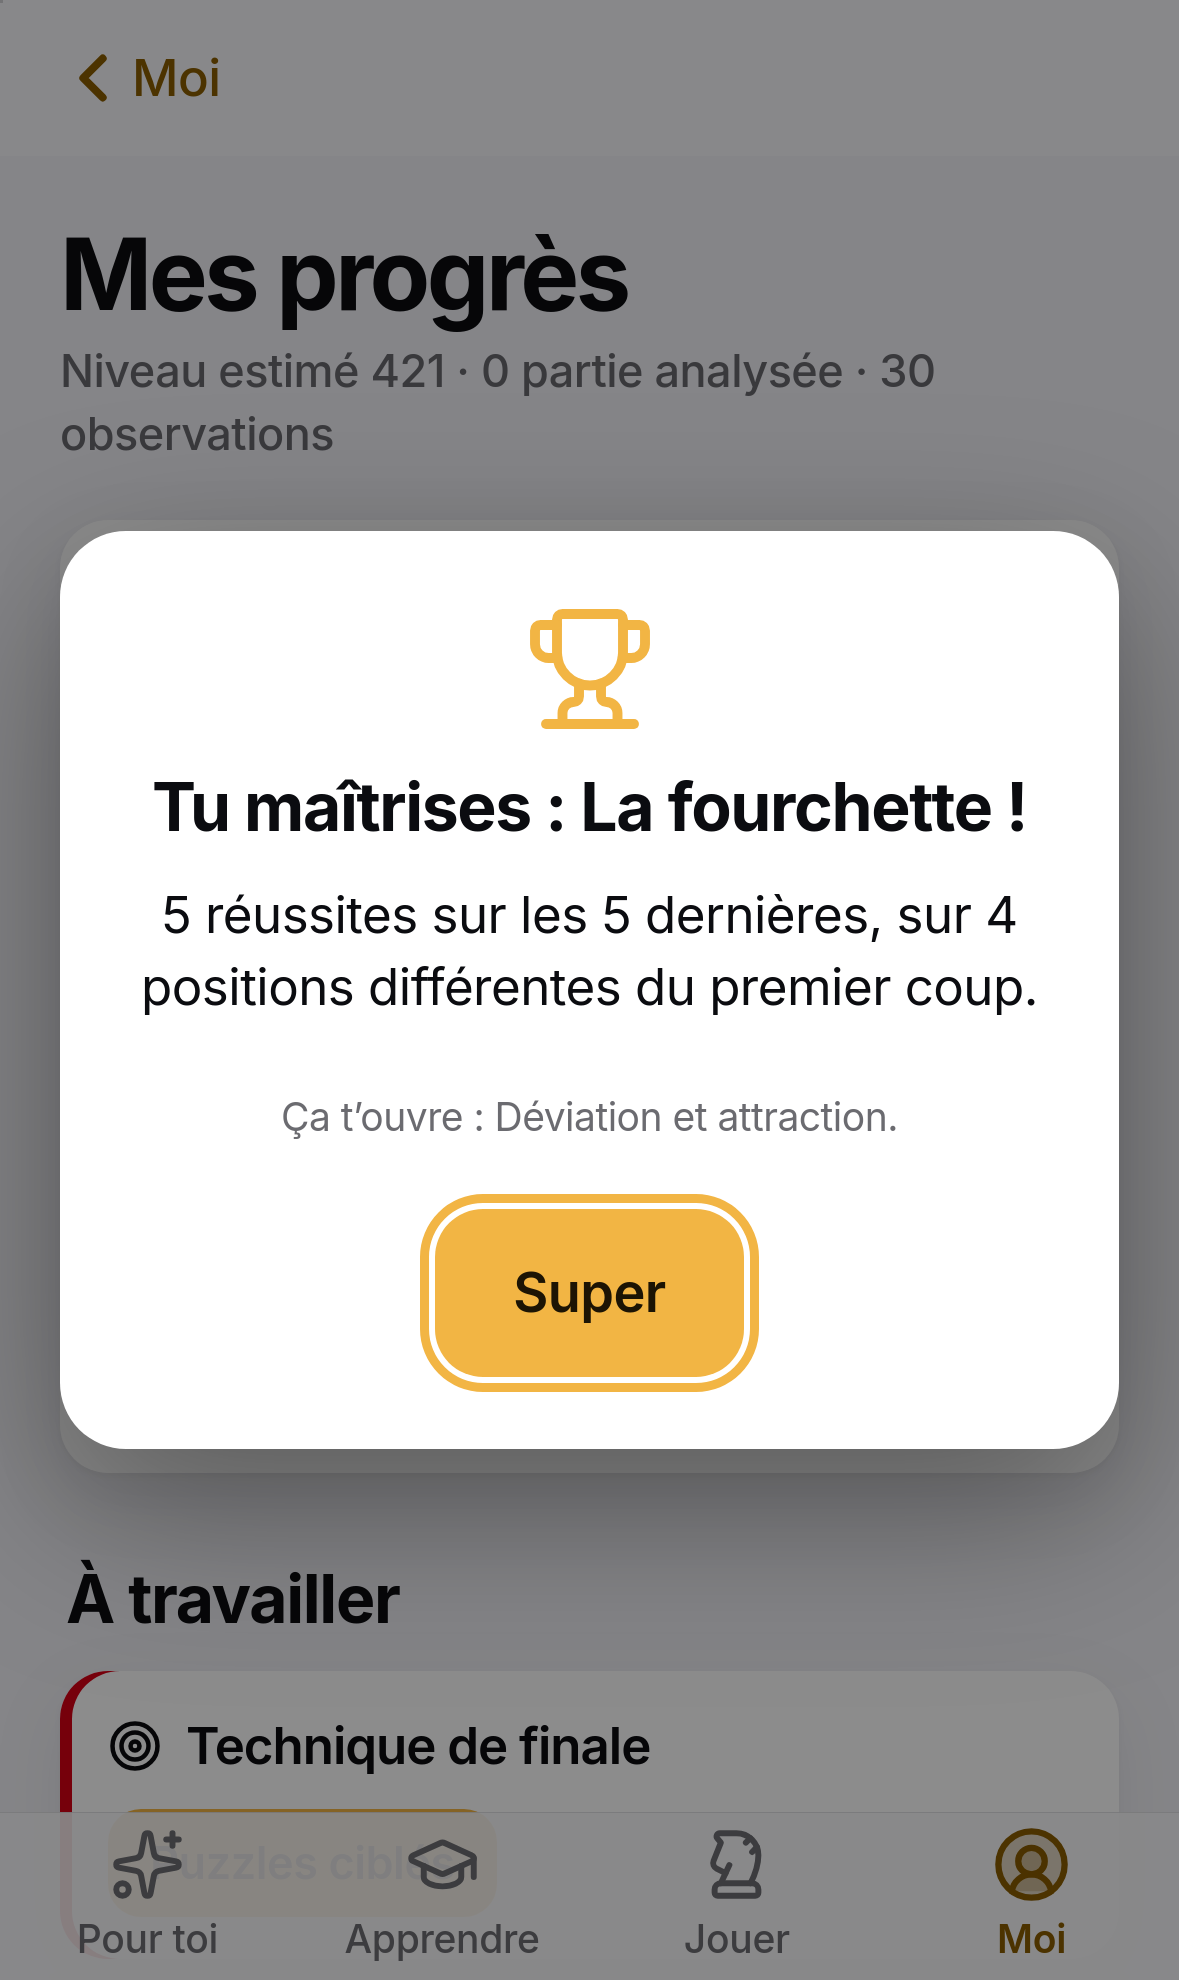 Moi
Mes progrès
Niveau estimé 421 · 0 partie analysée · 30
observations
Tu maîtrises : La fourchette !
5 réussites sur les 5 dernières, sur 4
positions différentes du premier coup.
Ça t’ouvre : Déviation et attraction.
Super
À travailler
Technique de finale
Puzzles ciblés
Pour toi
Apprendre
Jouer
Moi